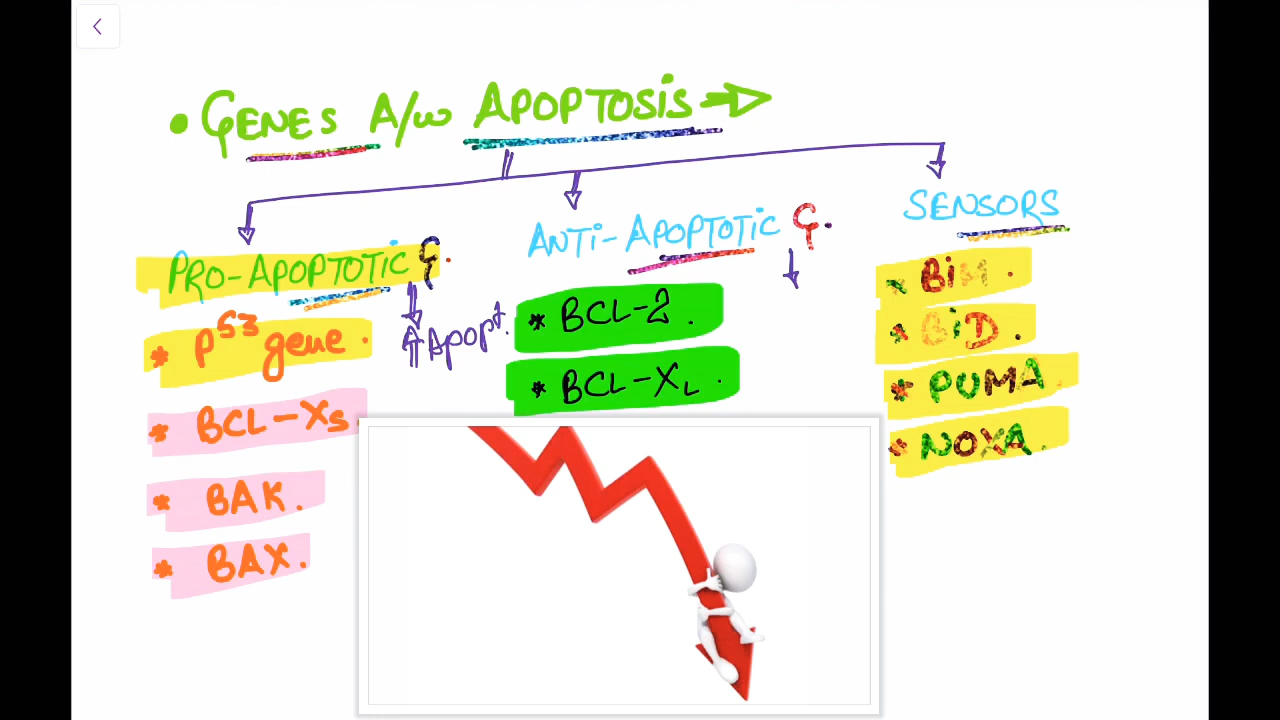 • GENES A/w APOPTOSIS →
PRO-APOPTOTIC G.
↑↑ Apopt.
* P53 gene.
* BCL-XS.
* BAK.
* BAX.
ANTI-APOPTOTIC G.
* BCL-2.
* BCL-XL.
SENSORS
* BiM.
* BiD.
* PUMA.
* NOXA.